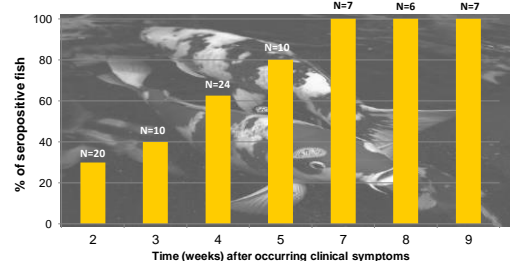 N=7 N=6 N=7
100
N=10
80
N=24
60
N=10
40
N=20
20
0
2 3 4 5 7 8 9
% of seropositive fish
Time (weeks) after occurring clinical symptoms